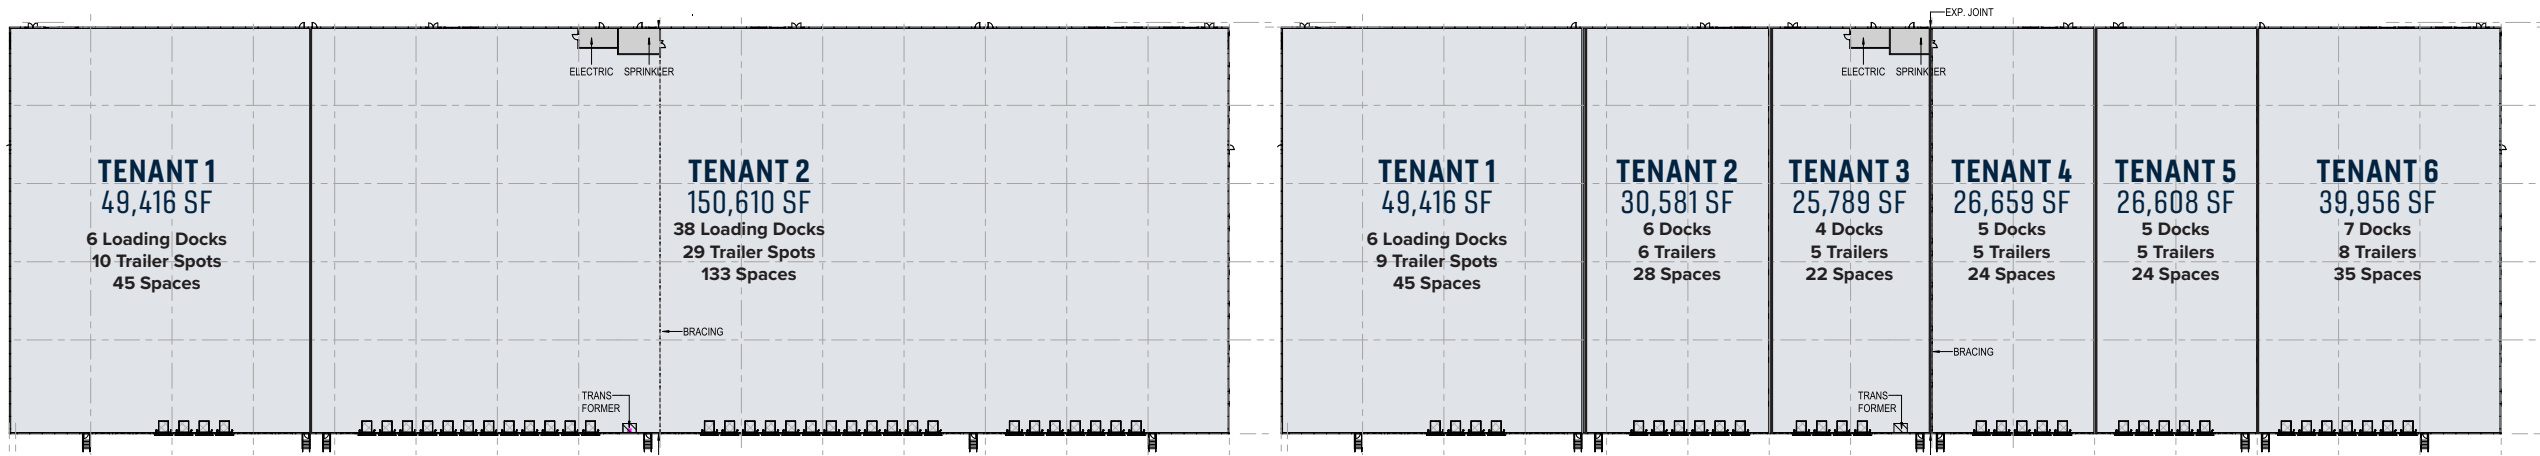 ELECTRIC SPRINKLER
TENANT 1
49,416 SF
6 Loading Docks
10 Trailer Spots
45 Spaces
TENANT 2
150,610 SF
38 Loading Docks
29 Trailer Spots
133 Spaces
BRACING
TRANS
FORMER
EXP. JOINT
ELECTRIC SPRINKLER
TENANT 1
49,416 SF
6 Loading Docks
9 Trailer Spots
45 Spaces
TENANT 2
30,581 SF
6 Docks
6 Trailers
28 Spaces
TENANT 3
25,789 SF
4 Docks
5 Trailers
22 Spaces
TENANT 4
26,659 SF
5 Docks
5 Trailers
24 Spaces
TENANT 5
26,608 SF
5 Docks
5 Trailers
24 Spaces
TENANT 6
39,956 SF
7 Docks
8 Trailers
35 Spaces
BRACING
TRANS
FORMER